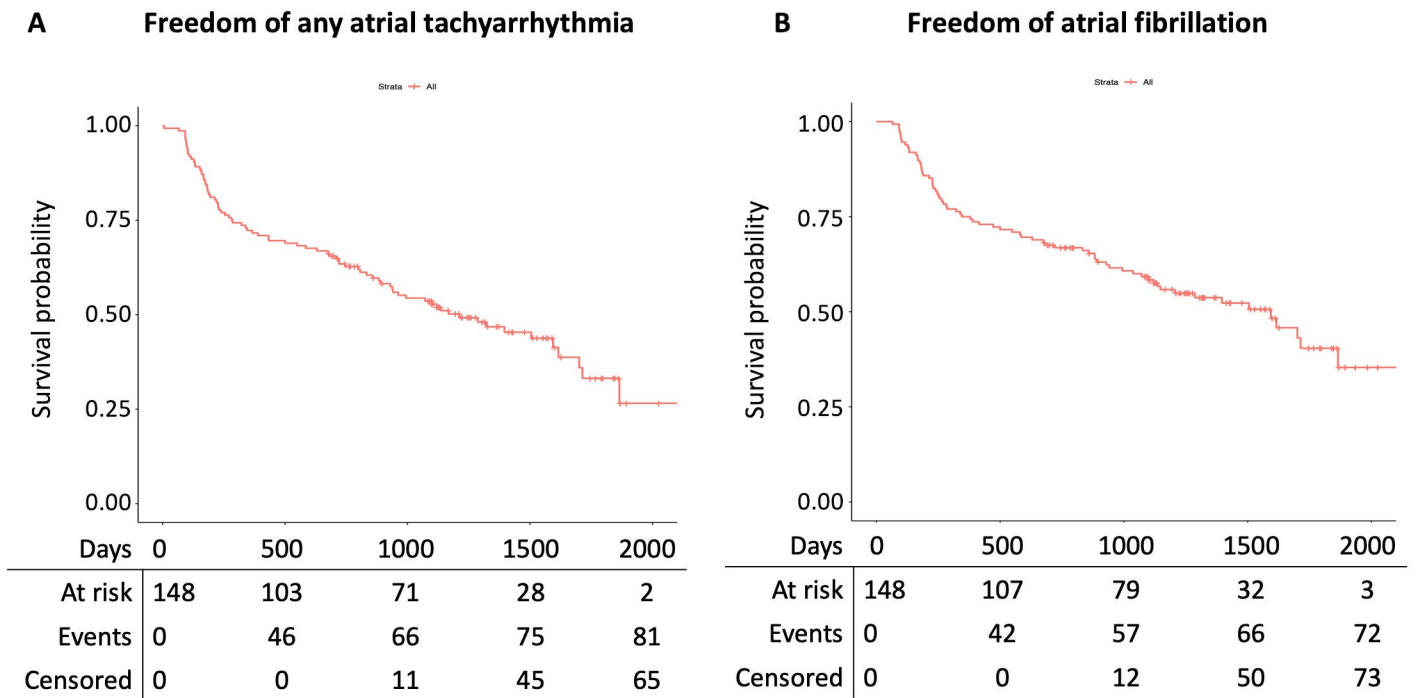 A Freedom of any atrial tachyarrhythmia
Strata All
Survival probability
1.00
0.75
0.50
0.25
0.00
Days 0 500 1000 1500 2000
At risk 148 103 71 28 2
Events 0 46 66 75 81
Censored 0 0 11 45 65
B Freedom of atrial fibrillation
Strata All
Survival probability
1.00
0.75
0.50
0.25
0.00
Days 0 500 1000 1500 2000
At risk 148 107 79 32 3
Events 0 42 57 66 72
Censored 0 0 12 50 73